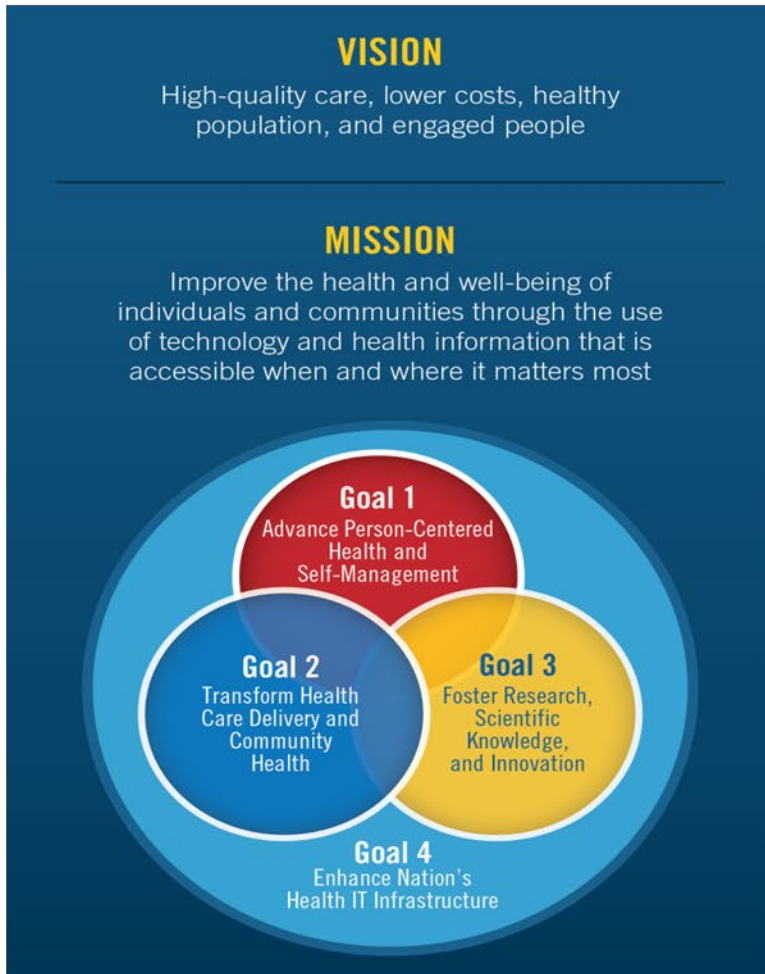 VISION
High-quality care, lower costs, healthy
population, and engaged people
MISSION
Improve the health and well-being of
individuals and communities through the use
of technology and health information that is
accessible when and where it matters most
Goal 1
Advance Person-Centered
Health and
Self-Management
Goal 2
Transform Health
Care Delivery and
Community
Health
Goal 3
Foster Research,
Scientific
Knowledge,
and Innovation
Goal 4
Enhance Nation's
Health IT Infrastructure